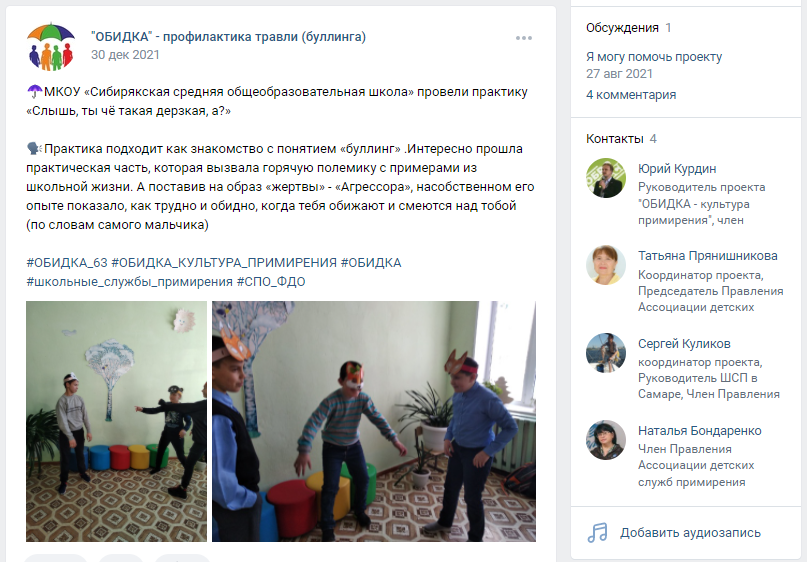 "ОБИДКА" - профилактика травли (буллинга)
30 дек 2021
МКОУ «Сибирякская средняя общеобразовательная школа» провели практику
«Слышь, ты чё такая дерзкая, а?»
Практика подходит как знакомство с понятием «буллинг» .Интересно прошла
практическая часть, которая вызвала горячую полемику с примерами из
школьной жизни. А поставив на образ «жертвы» - «Агрессора», насобственном его
опыте показало, как трудно и обидно, когда тебя обижают и смеются над тобой
(по словам самого мальчика)
#ОБИДКА_63 #ОБИДКА_КУЛЬТУРА_ПРИМИРЕНИЯ #ОБИДКА
#школьные_службы_примирения #СПО_ФДО
Обсуждения 1
Я могу помочь проекту
27 авг 2021
4 комментария
Контакты 4
Юрий Курдин
Руководитель проекта
"ОБИДКА - культура
примирения", член
Татьяна Прянишникова
Координатор проекта,
Председатель Правления
Ассоциации детских
Сергей Куликов
координатор проекта,
Руководитель ШСП в
Самаре, Член Правления
Наталья Бондаренко
Член Правления
Ассоциации детских
служб примирения
Добавить аудиозапись